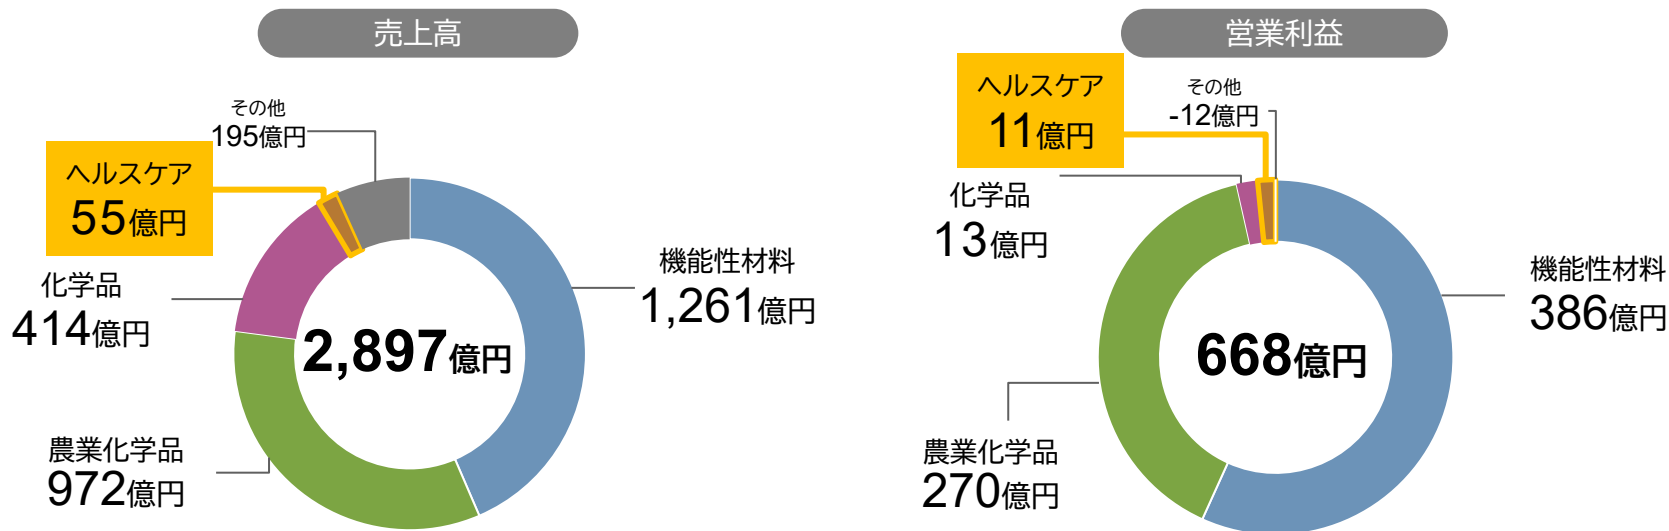 売上高
その他
195億円
ヘルスケア
55億円
化学品
414億円
機能性材料
1,261億円
2,897億円
農業化学品
972億円
営業利益
ヘルスケア
11億円
その他
-12億円
化学品
13億円
機能性材料
386億円
668億円
農業化学品
270億円